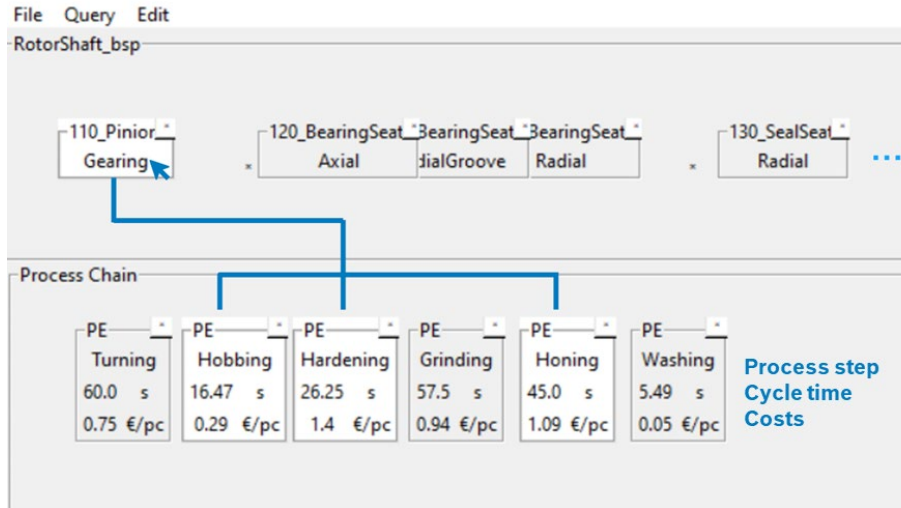 File Query Edit
RotorShaft_bsp
110_Pinior 120_BearingSeat BearingSeat BearingSeat 130_SealSeat
Gearing Axial dialGroove Radial Radial
...
Process Chain
PE PE PE PE PE PE
Turning Hobbing Hardening Grinding Honing Washing
60.0 s 16.47 s 26.25 s 57.5 s 45.0 s 5.49 s
0.75 €/pc 0.29 €/pc 1.4 €/pc 0.94 €/pc 1.09 €/pc 0.05 €/pc
Process step
Cycle time
Costs